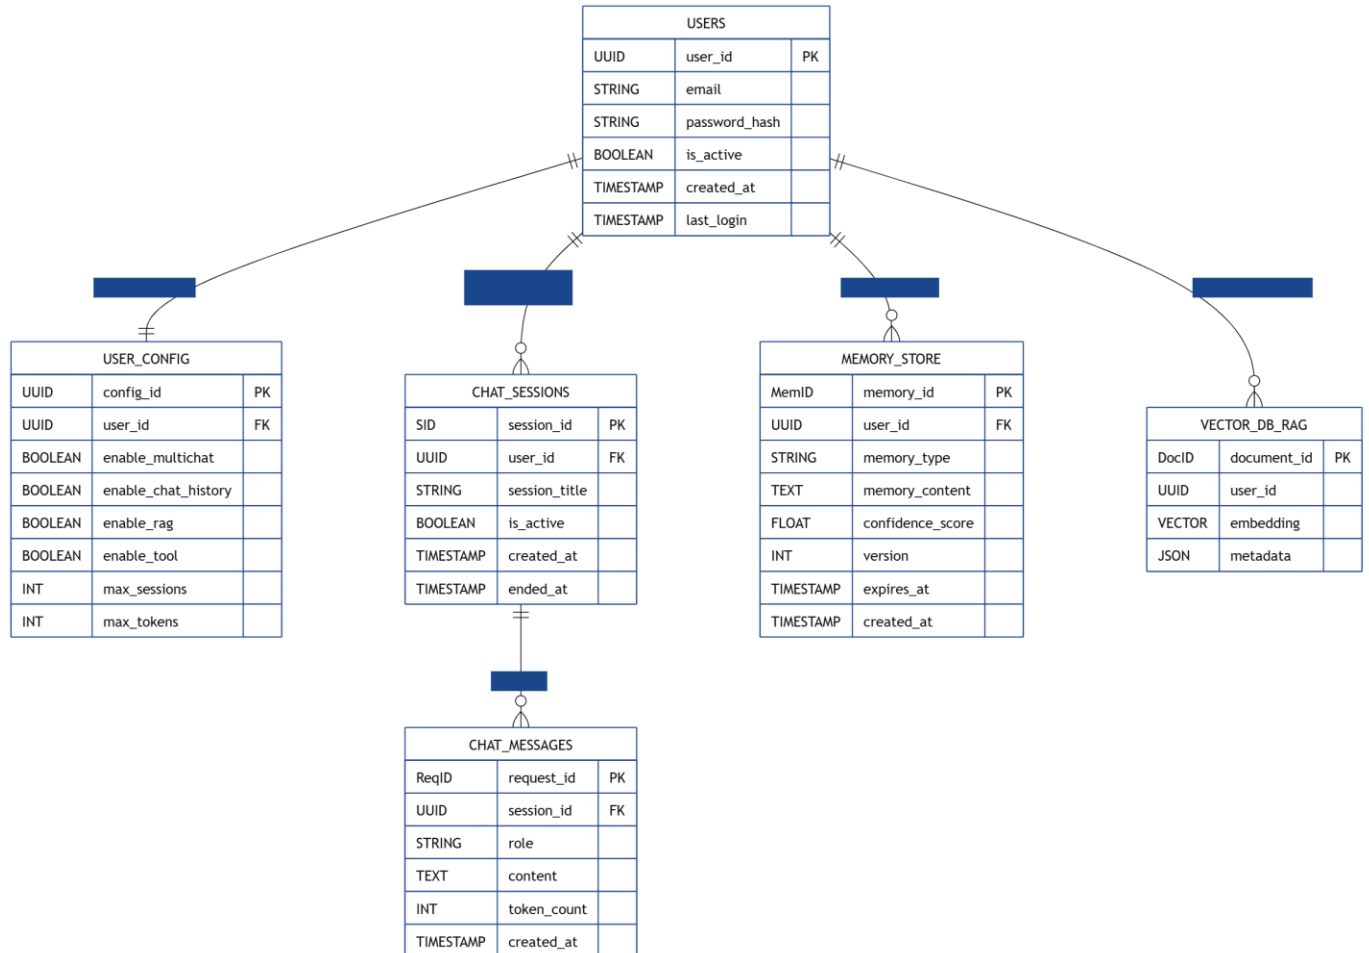 USERS
UUID user_id PK
STRING email
STRING password_hash
BOOLEAN is_active
TIMESTAMP created_at
TIMESTAMP last_login
USER_CONFIG
UUID config_id PK
UUID user_id FK
BOOLEAN enable_multichat
BOOLEAN enable_chat_history
BOOLEAN enable_rag
BOOLEAN enable_tool
INT max_sessions
INT max_tokens
CHAT_SESSIONS
SID session_id PK
UUID user_id FK
STRING session_title
BOOLEAN is_active
TIMESTAMP created_at
TIMESTAMP ended_at
MEMORY_STORE
MemID memory_id PK
UUID user_id FK
STRING memory_type
TEXT memory_content
FLOAT confidence_score
INT version
TIMESTAMP expires_at
TIMESTAMP created_at
VECTOR_DB_RAG
DocID document_id PK
UUID user_id
VECTOR embedding
JSON metadata
CHAT_MESSAGES
ReqID request_id PK
UUID session_id FK
STRING role
TEXT content
INT token_count
TIMESTAMP created_at